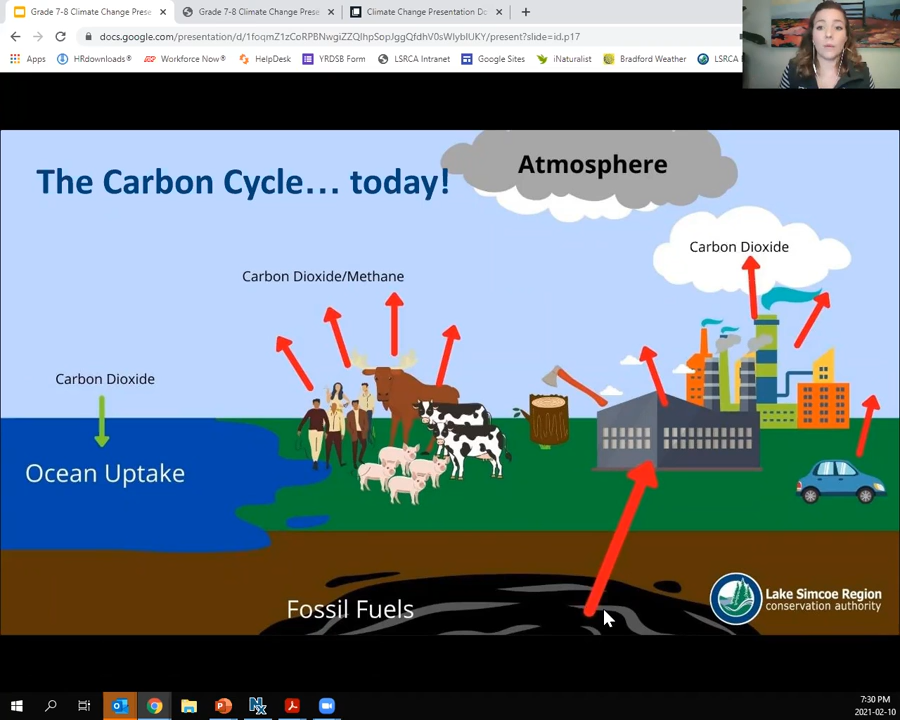 Grade 7-8 Climate Change Prese
Grade 7-8 Climate Change Prese
Climate Change Presentation Do
docs.google.com/presentation/d/1foqmZ1zCoRPBNwgiZZQIhpSopJggQfdhV0sWIybIUKY/present?slide=id.p17
Apps
HRdownloads®
Workforce Now®
HelpDesk
YRDSB Form
LSRCA Intranet
Google Sites
iNaturalist
Bradford Weather
LSRCA
The Carbon Cycle... today!
Atmosphere
Carbon Dioxide
Carbon Dioxide/Methane
Carbon Dioxide
Ocean Uptake
Fossil Fuels
Lake Simcoe Region
conservation authority
7:30 PM
2021-02-10